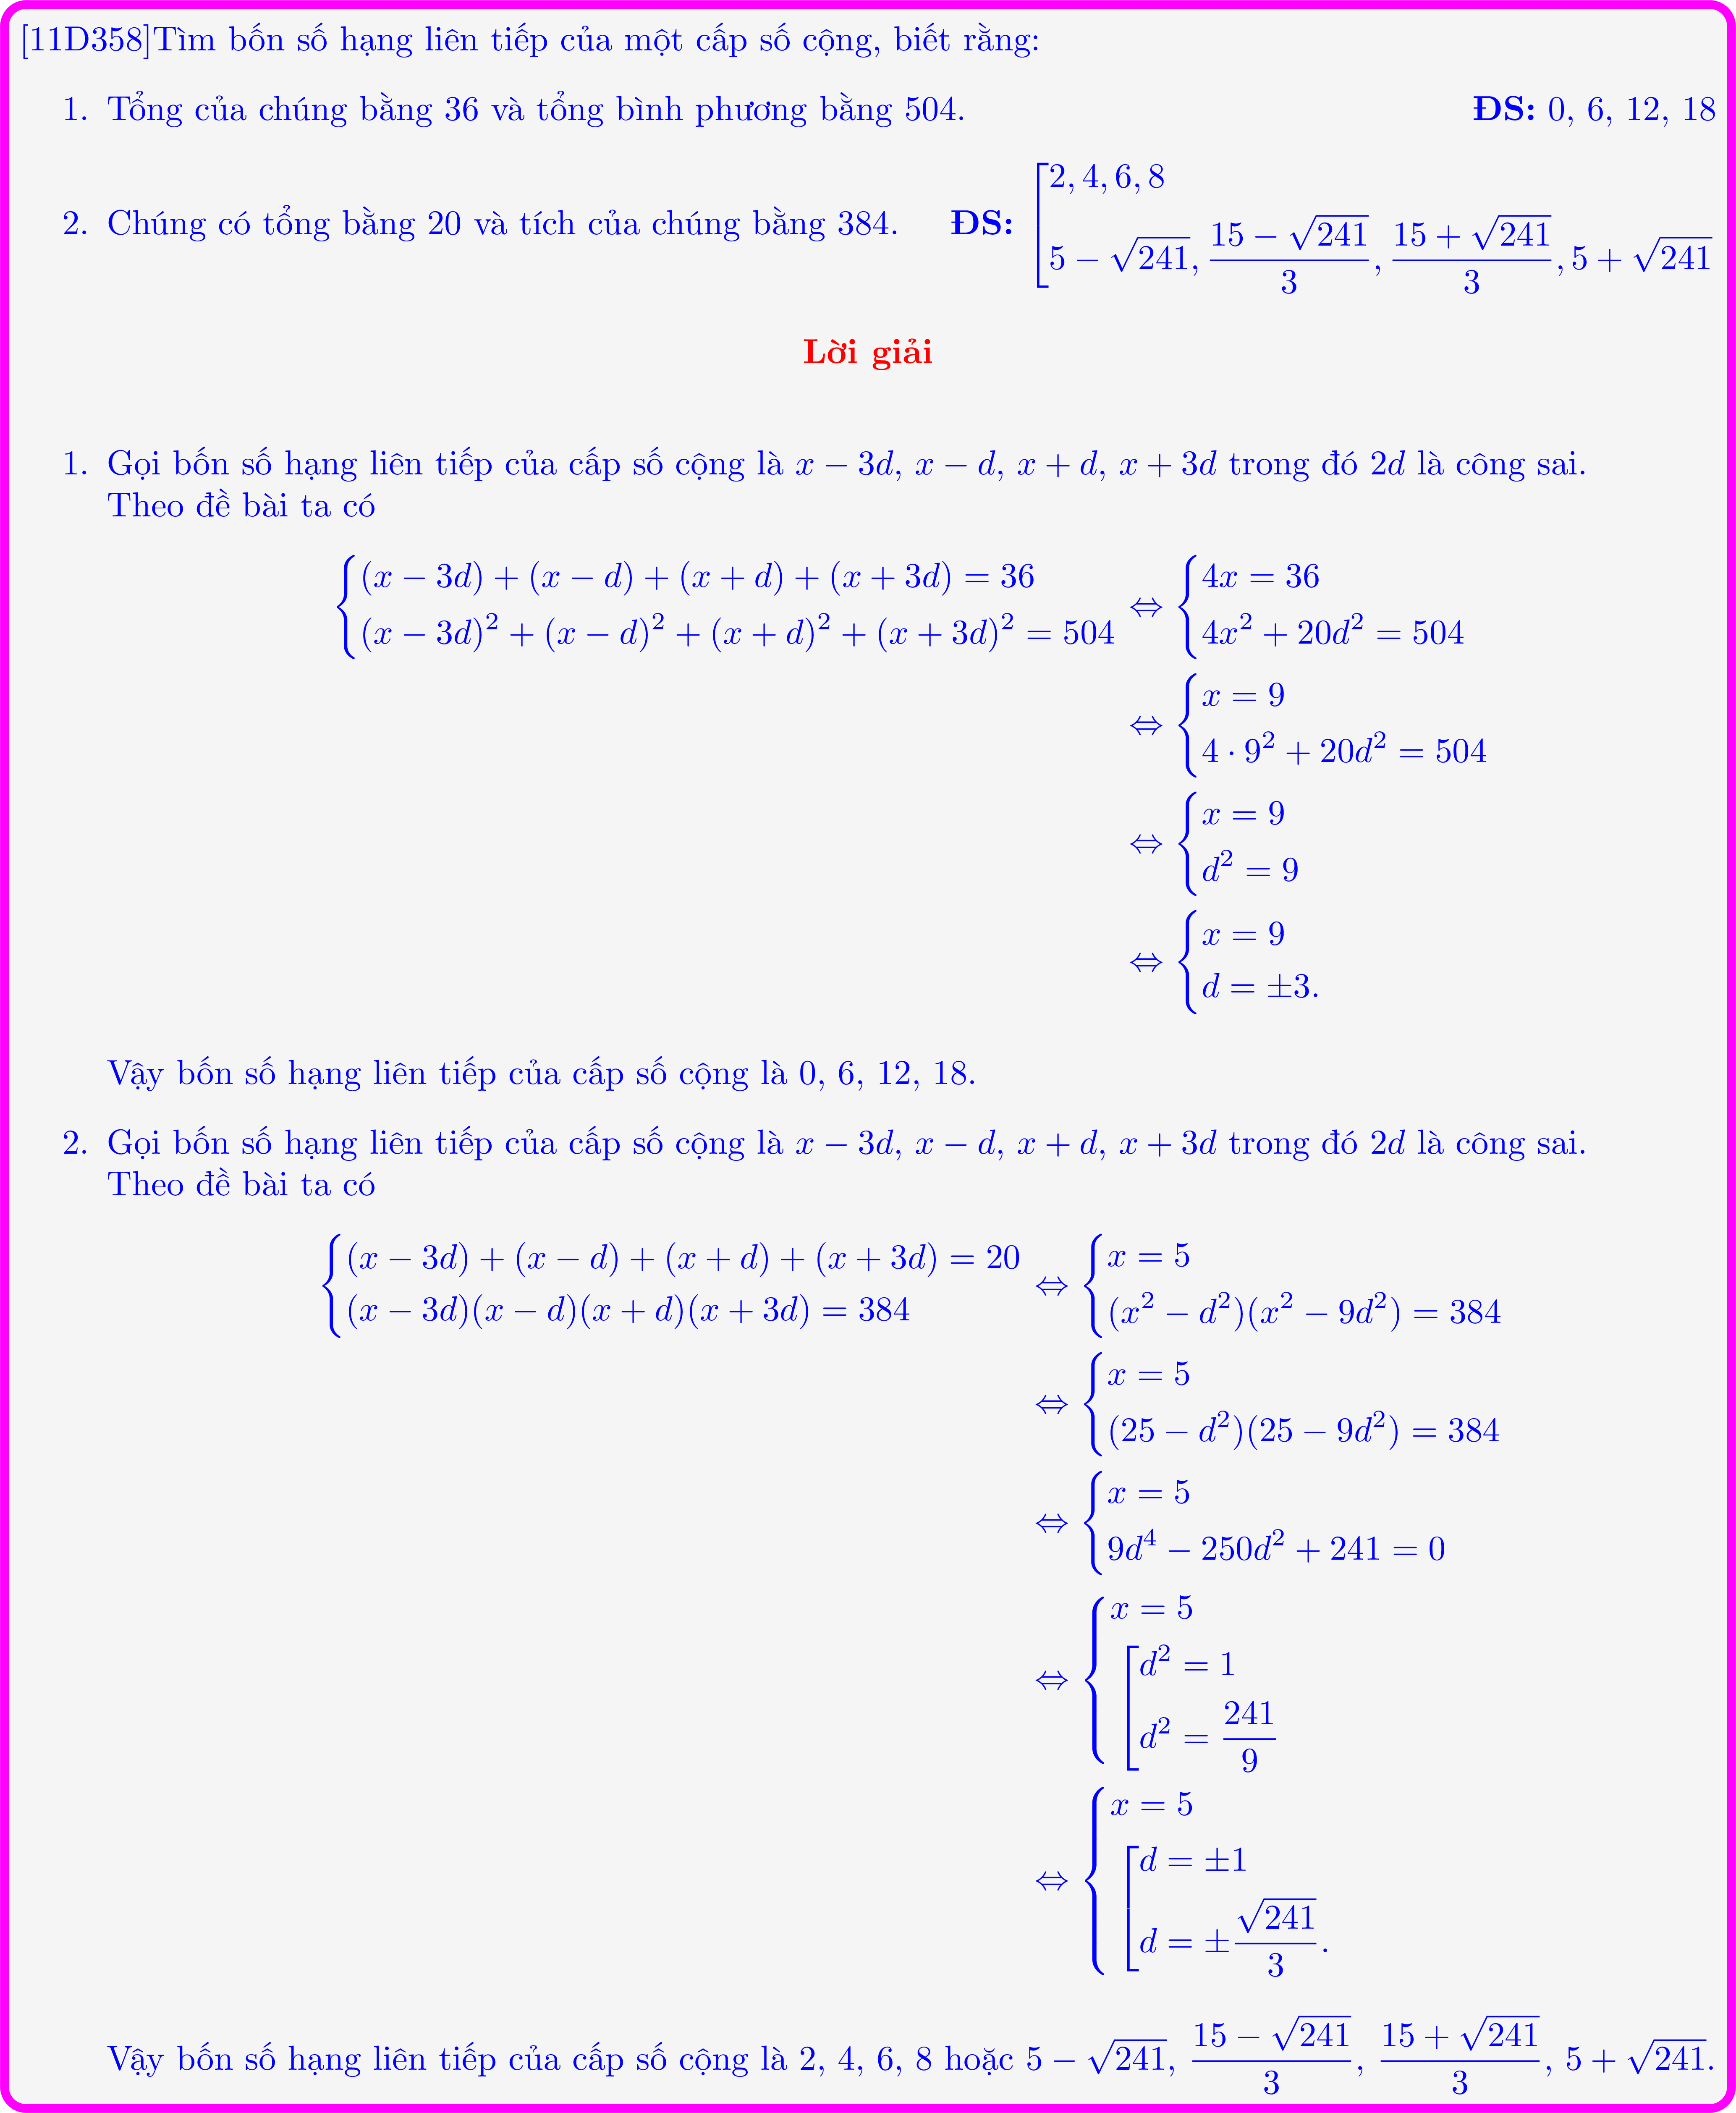 [11D358]Tìm bốn số hạng liên tiếp của một cấp số cộng, biết rằng:
1. Tổng của chúng bằng 36 và tổng bình phương bằng 504. ĐS: 0, 6, 12, 18
2. Chúng có tổng bằng 20 và tích của chúng bằng 384. ĐS: $\left[\begin{array}{l} 2, 4, 6, 8 \\ 5 - \sqrt{241}, \dfrac{15 - \sqrt{241}}{3}, \dfrac{15 + \sqrt{241}}{3}, 5 + \sqrt{241} \end{array}\right.$
Lời giải
1. Gọi bốn số hạng liên tiếp của cấp số cộng là $x - 3d$, $x - d$, $x + d$, $x + 3d$ trong đó $2d$ là công sai.
Theo đề bài ta có
$\begin{cases} (x - 3d) + (x - d) + (x + d) + (x + 3d) = 36 \\ (x - 3d)^2 + (x - d)^2 + (x + d)^2 + (x + 3d)^2 = 504 \end{cases} \Leftrightarrow \begin{cases} 4x = 36 \\ 4x^2 + 20d^2 = 504 \end{cases}$
$\Leftrightarrow \begin{cases} x = 9 \\ 4 \cdot 9^2 + 20d^2 = 504 \end{cases}$
$\Leftrightarrow \begin{cases} x = 9 \\ d^2 = 9 \end{cases}$
$\Leftrightarrow \begin{cases} x = 9 \\ d = \pm 3. \end{cases}$
Vậy bốn số hạng liên tiếp của cấp số cộng là 0, 6, 12, 18.
2. Gọi bốn số hạng liên tiếp của cấp số cộng là $x - 3d$, $x - d$, $x + d$, $x + 3d$ trong đó $2d$ là công sai.
Theo đề bài ta có
$\begin{cases} (x - 3d) + (x - d) + (x + d) + (x + 3d) = 20 \\ (x - 3d)(x - d)(x + d)(x + 3d) = 384 \end{cases} \Leftrightarrow \begin{cases} x = 5 \\ (x^2 - d^2)(x^2 - 9d^2) = 384 \end{cases}$
$\Leftrightarrow \begin{cases} x = 5 \\ (25 - d^2)(25 - 9d^2) = 384 \end{cases}$
$\Leftrightarrow \begin{cases} x = 5 \\ 9d^4 - 250d^2 + 241 = 0 \end{cases}$
$\Leftrightarrow \begin{cases} x = 5 \\ \left[\begin{array}{l} d^2 = 1 \\ d^2 = \dfrac{241}{9} \end{array}\right. \end{cases}$
$\Leftrightarrow \begin{cases} x = 5 \\ \left[\begin{array}{l} d = \pm 1 \\ d = \pm \dfrac{\sqrt{241}}{3}. \end{array}\right. \end{cases}$
Vậy bốn số hạng liên tiếp của cấp số cộng là 2, 4, 6, 8 hoặc $5 - \sqrt{241}$, $\dfrac{15 - \sqrt{241}}{3}$, $\dfrac{15 + \sqrt{241}}{3}$, $5 + \sqrt{241}$.